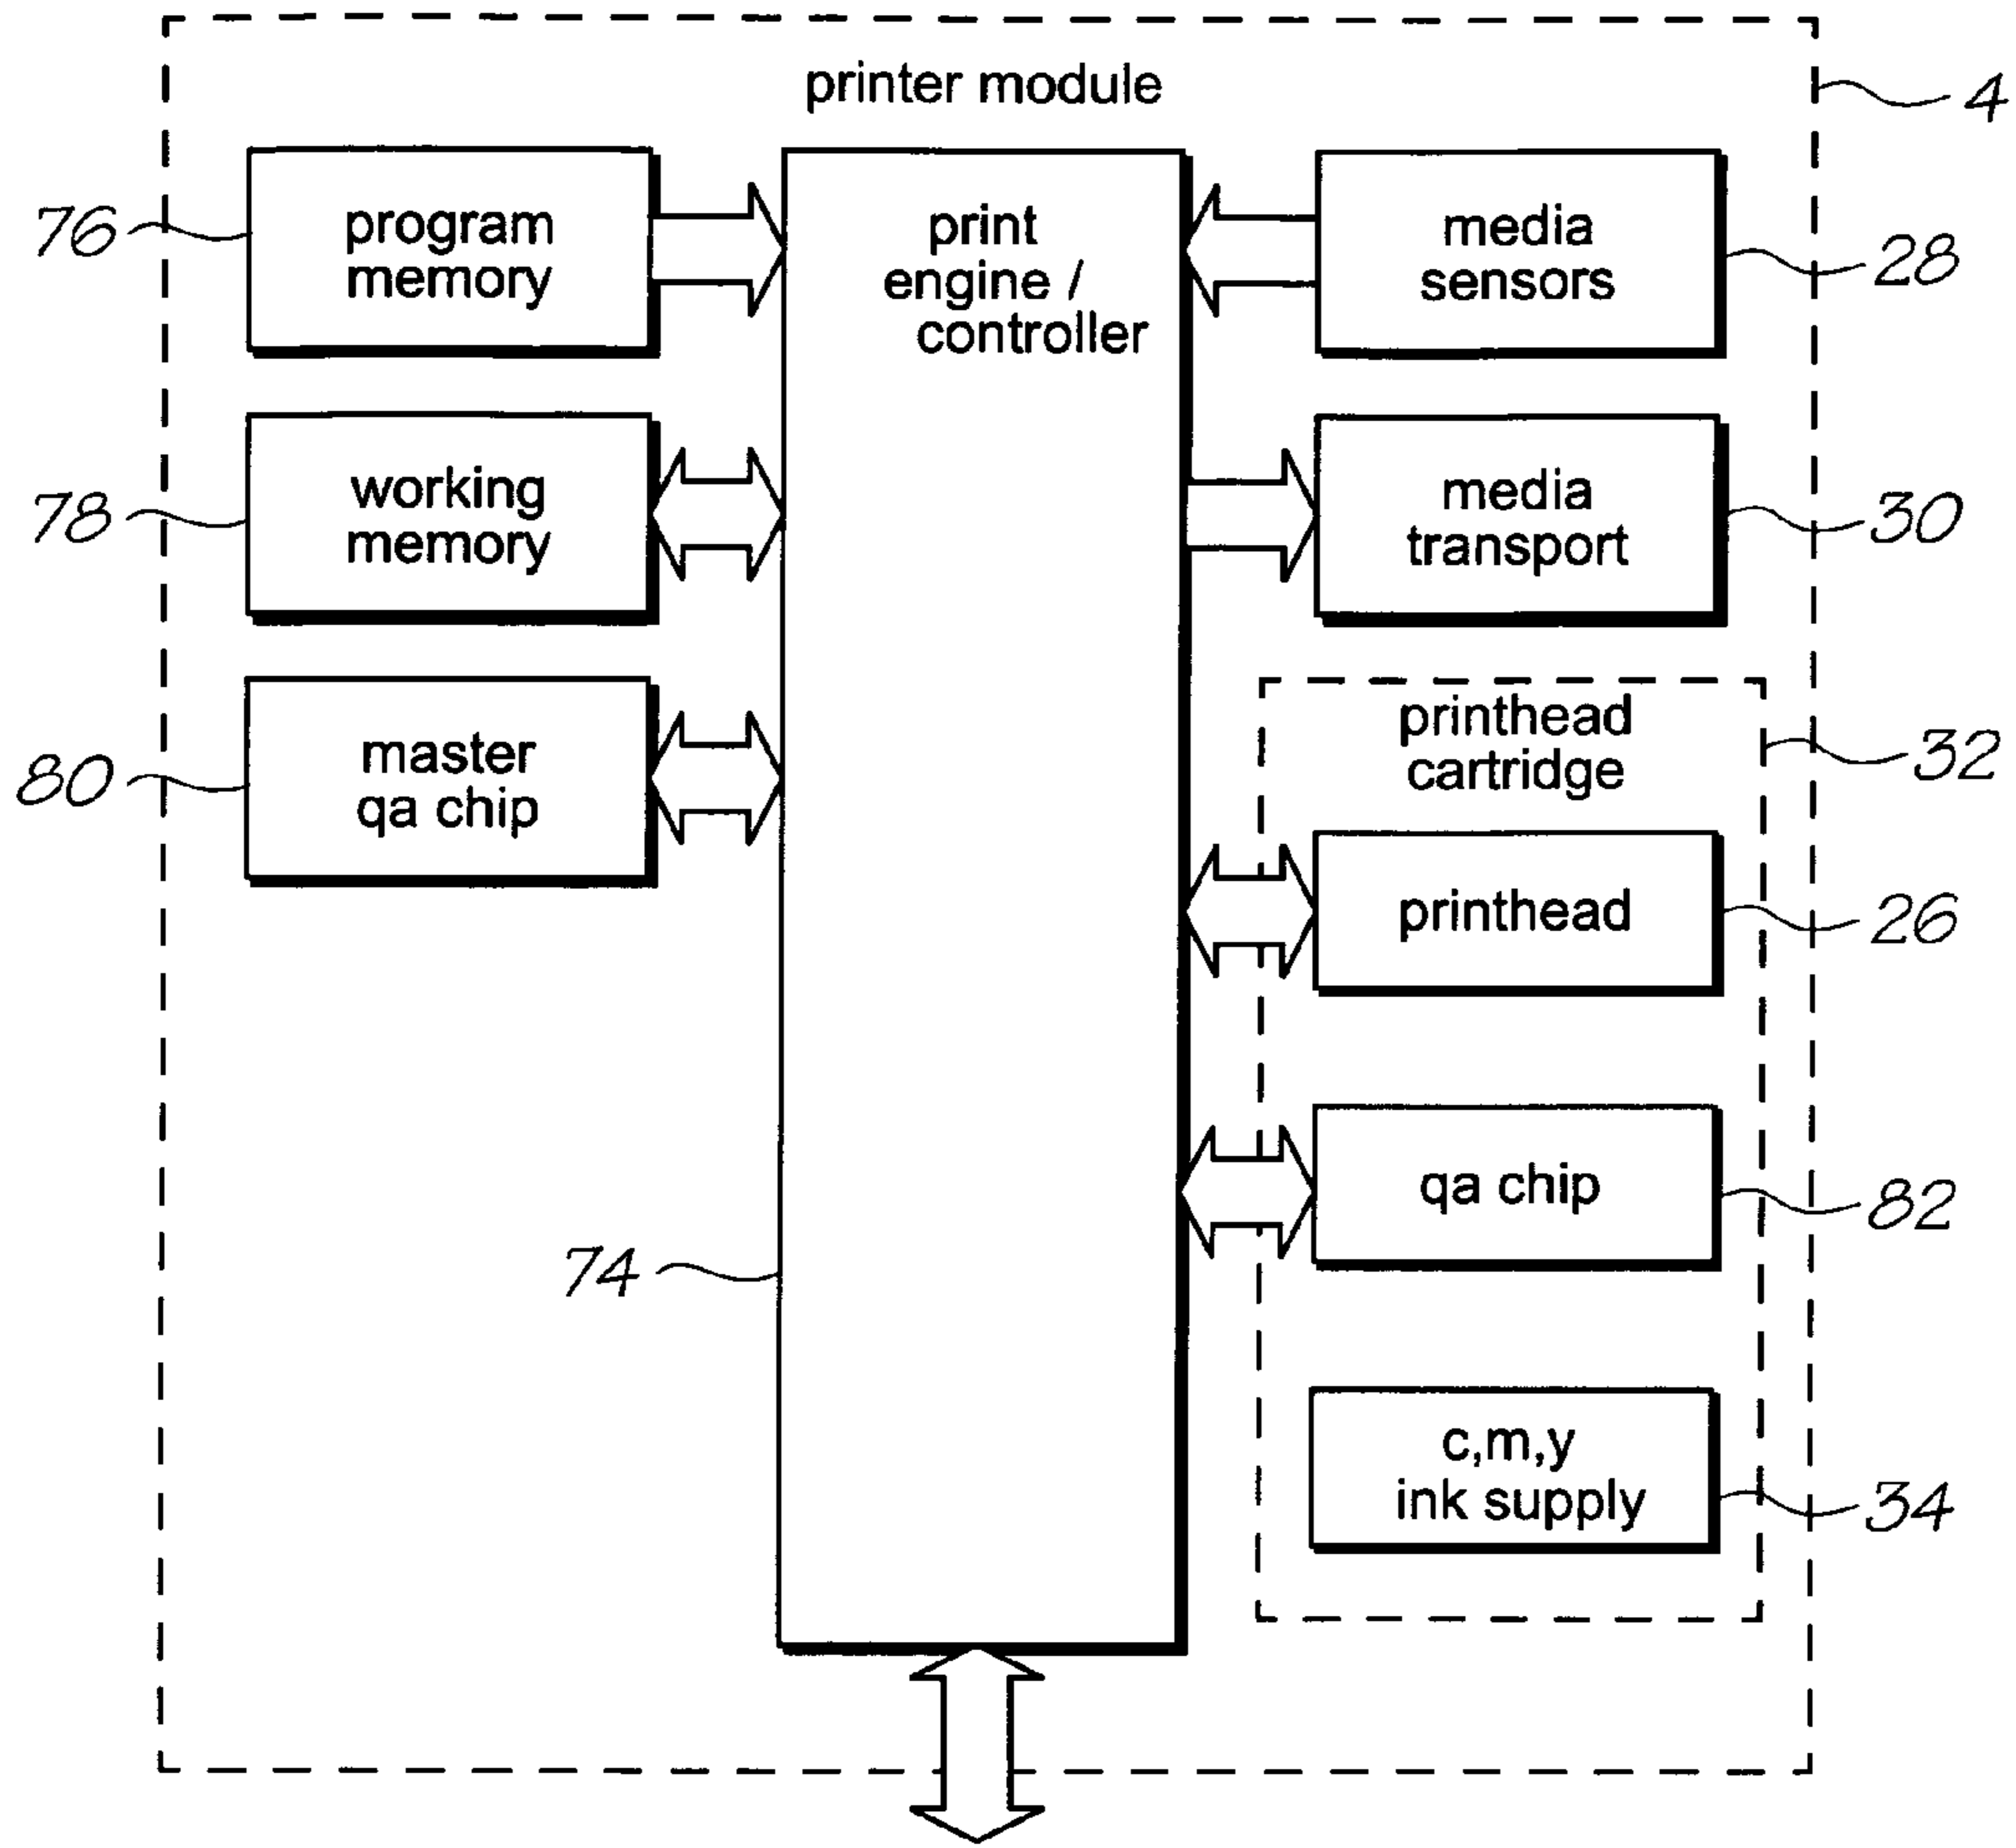 printer module
4
76
program
memory
print
engine /
controller
media
sensors
28
78
working
memory
media
transport
30
80
master
qa chip
printhead
cartridge
32
printhead
26
qa chip
82
74
c,m,y
ink supply
34